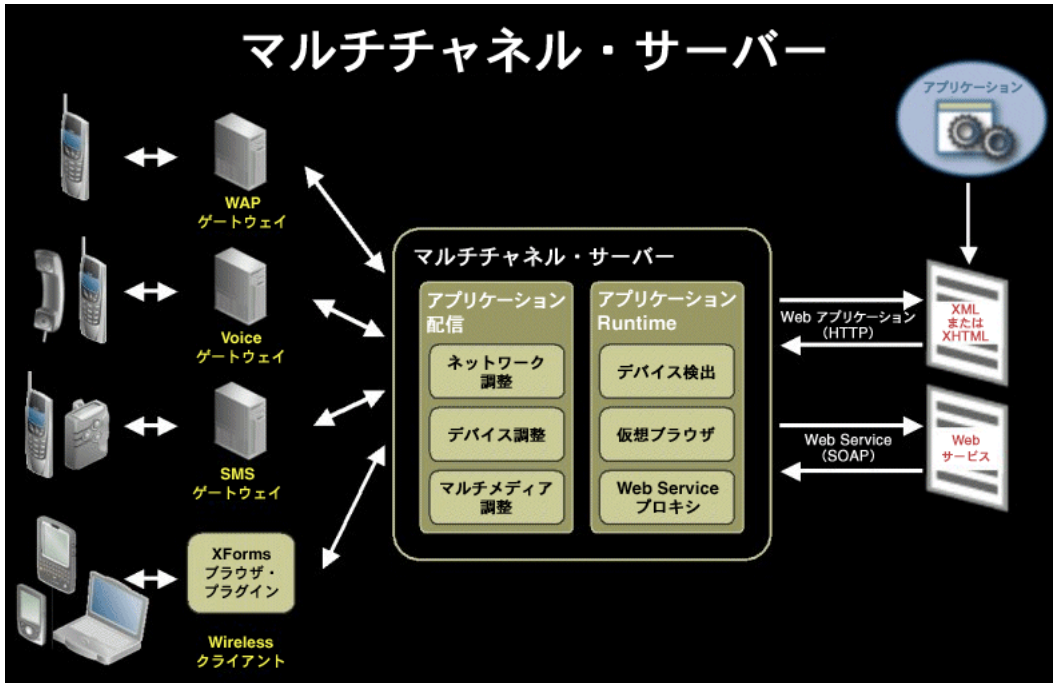 マルチチャネル・サーバー
アプリケーション
WAP
ゲートウェイ
Voice
ゲートウェイ
SMS
ゲートウェイ
XForms
ブラウザ・
プラグイン
Wireless
クライアント
マルチチャネル・サーバー
アプリケーション
配信
ネットワーク
調整
デバイス調整
マルチメディア
調整
アプリケーション
Runtime
デバイス検出
仮想ブラウザ
Web Service
プロキシ
Web アプリケーション
(HTTP)
Web Service
(SOAP)
XML
または
XHTML
Web
サービス